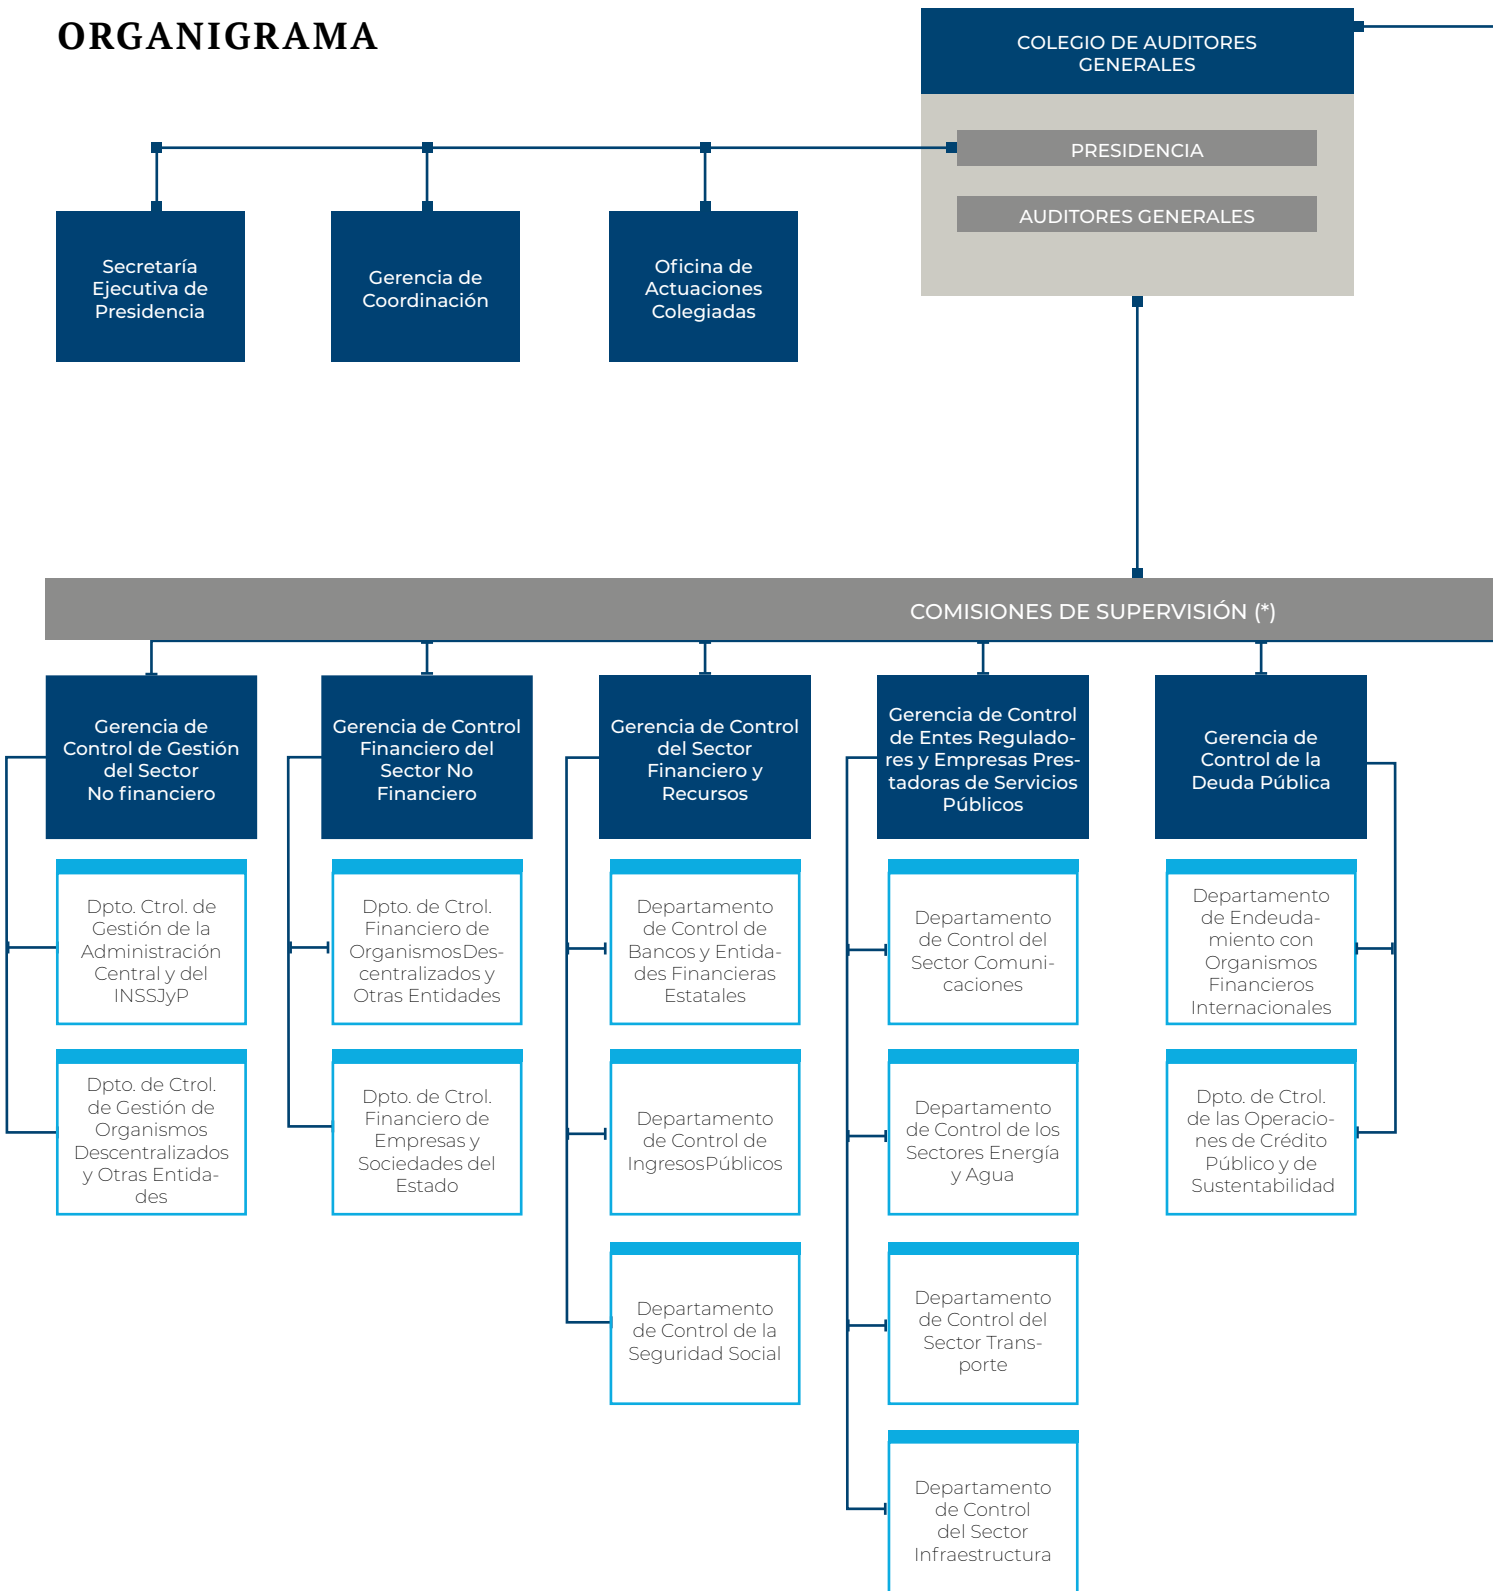 ORGANIGRAMA
COLEGIO DE AUDITORES
GENERALES
PRESIDENCIA
AUDITORES GENERALES
Secretaría
Ejecutiva de
Presidencia
Gerencia de
Coordinación
Oficina de
Actuaciones
Colegiadas
COMISIONES DE SUPERVISIÓN (*)
Gerencia de
Control de Gestión
del Sector
No financiero
Gerencia de Control
Financiero del
Sector No
Financiero
Gerencia de Control
del Sector
Financiero y
Recursos
Gerencia de Control
de Entes Regulado-
res y Empresas Pres-
tadoras de Servicios
Públicos
Gerencia de
Control de la
Deuda Pública
Dpto. Ctrol. de
Gestión de la
Administración
Central y del
INSSJyP
Dpto. de Ctrol.
Financiero de
OrganismosDes-
centralizados y
Otras Entidades
Departamento
de Control de
Bancos y Entida-
des Financieras
Estatales
Departamento
de Control del
Sector Comuni-
caciones
Departamento
de Endeuda-
miento con
Organismos
Financieros
Internacionales
Dpto. de Ctrol.
de Gestión de
Organismos
Descentralizados
y Otras Entida-
des
Dpto. de Ctrol.
Financiero de
Empresas y
Sociedades del
Estado
Departamento
de Control de
IngresosPúblicos
Departamento
de Control de los
Sectores Energía
y Agua
Dpto. de Ctrol.
de las Operacio-
nes de Crédito
Público y de
Sustentabilidad
Departamento
de Control de la
Seguridad Social
Departamento
de Control del
Sector Trans-
porte
Departamento
de Control
del Sector
Infraestructura